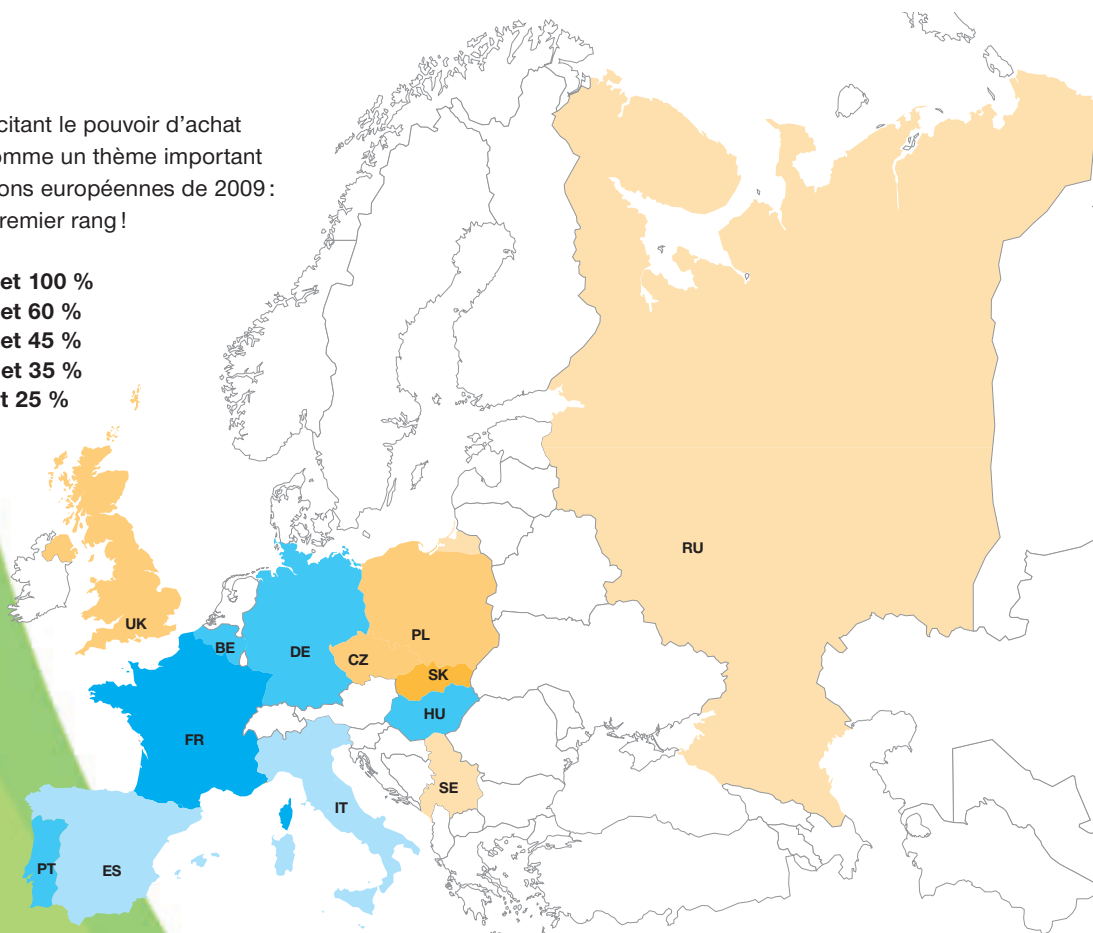 citant le pouvoir d'achat
omme un thème important
ons européennes de 2009 :
remier rang !
et 100 %
et 60 %
et 45 %
et 35 %
t 25 %
RU
UK
PL
BE
DE
CZ
SK
HU
FR
SE
IT
PT
ES